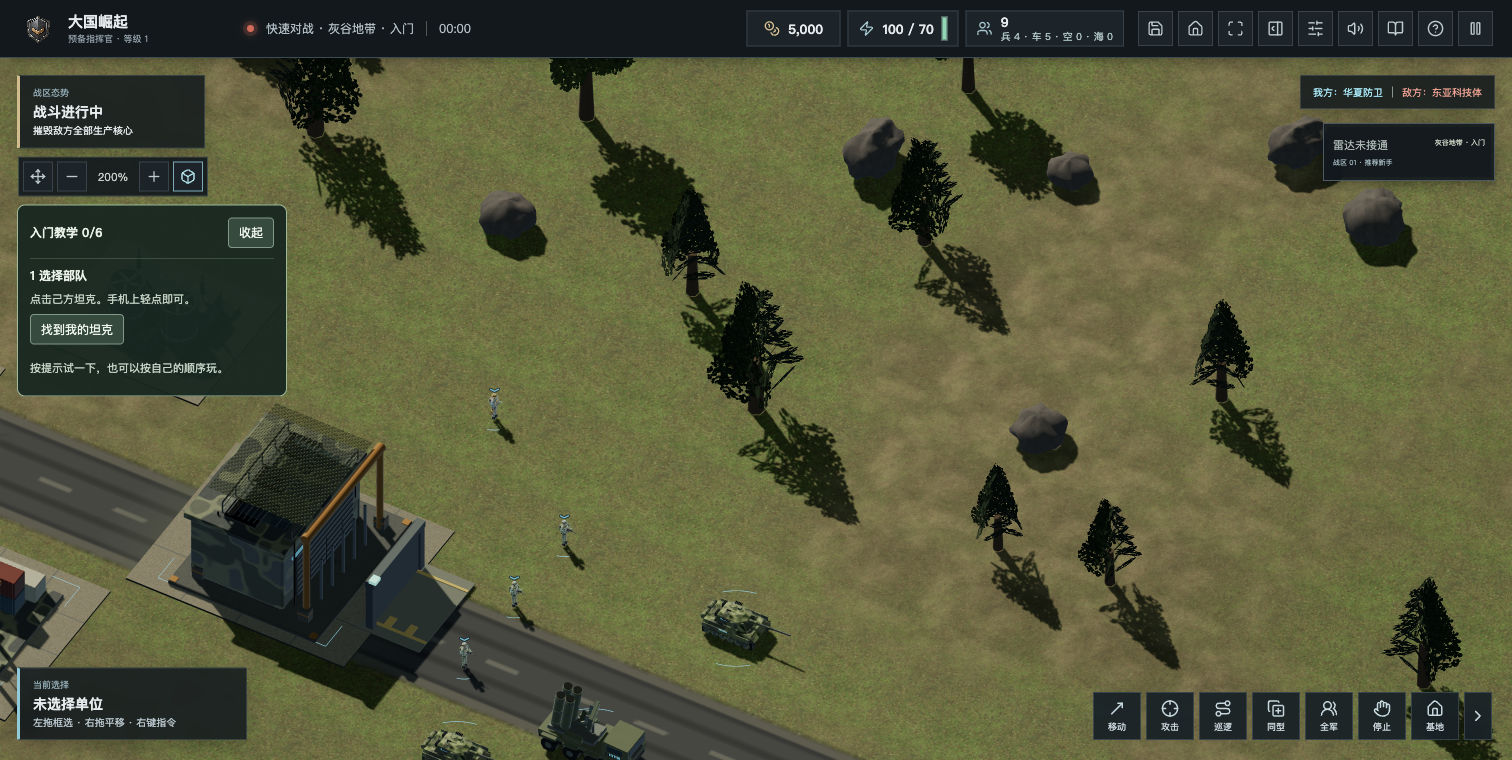 大国崛起
预备指挥官 · 等级 1
快速对战 · 灰谷地带 · 入门
00:00
5,000
100 / 70
9
兵 4 · 车 5 · 空 0 · 海 0
战区态势
战斗进行中
摧毁敌方全部生产核心
我方：华夏防卫
敌方：东亚科技体
雷达未接通
灰谷地带 · 入门
战区 01 · 推荐新手
200%
入门教学 0/6
收起
1 选择部队
点击己方坦克。手机上轻点即可。
找到我的坦克
按提示试一下，也可以按自己的顺序玩。
当前选择
未选择单位
左拖框选 · 右拖平移 · 右键指令
移动
攻击
巡逻
同型
全军
停止
基地